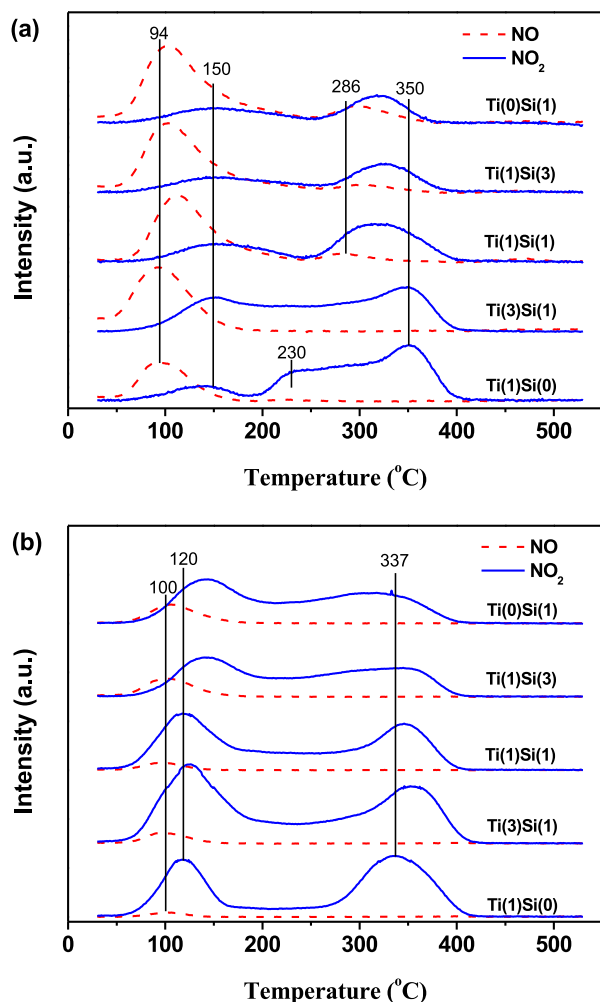 (a)
94
150
286
350
NO
NO2
Ti(0)Si(1)
Ti(1)Si(3)
Ti(1)Si(1)
Ti(3)Si(1)
230
Ti(1)Si(0)
Intensity (a.u.)
0 100 200 300 400 500
Temperature (°C)
(b)
120
337
100
NO
NO2
Ti(0)Si(1)
Ti(1)Si(3)
Ti(1)Si(1)
Ti(3)Si(1)
Ti(1)Si(0)
Intensity (a.u.)
0 100 200 300 400 500
Temperature (°C)